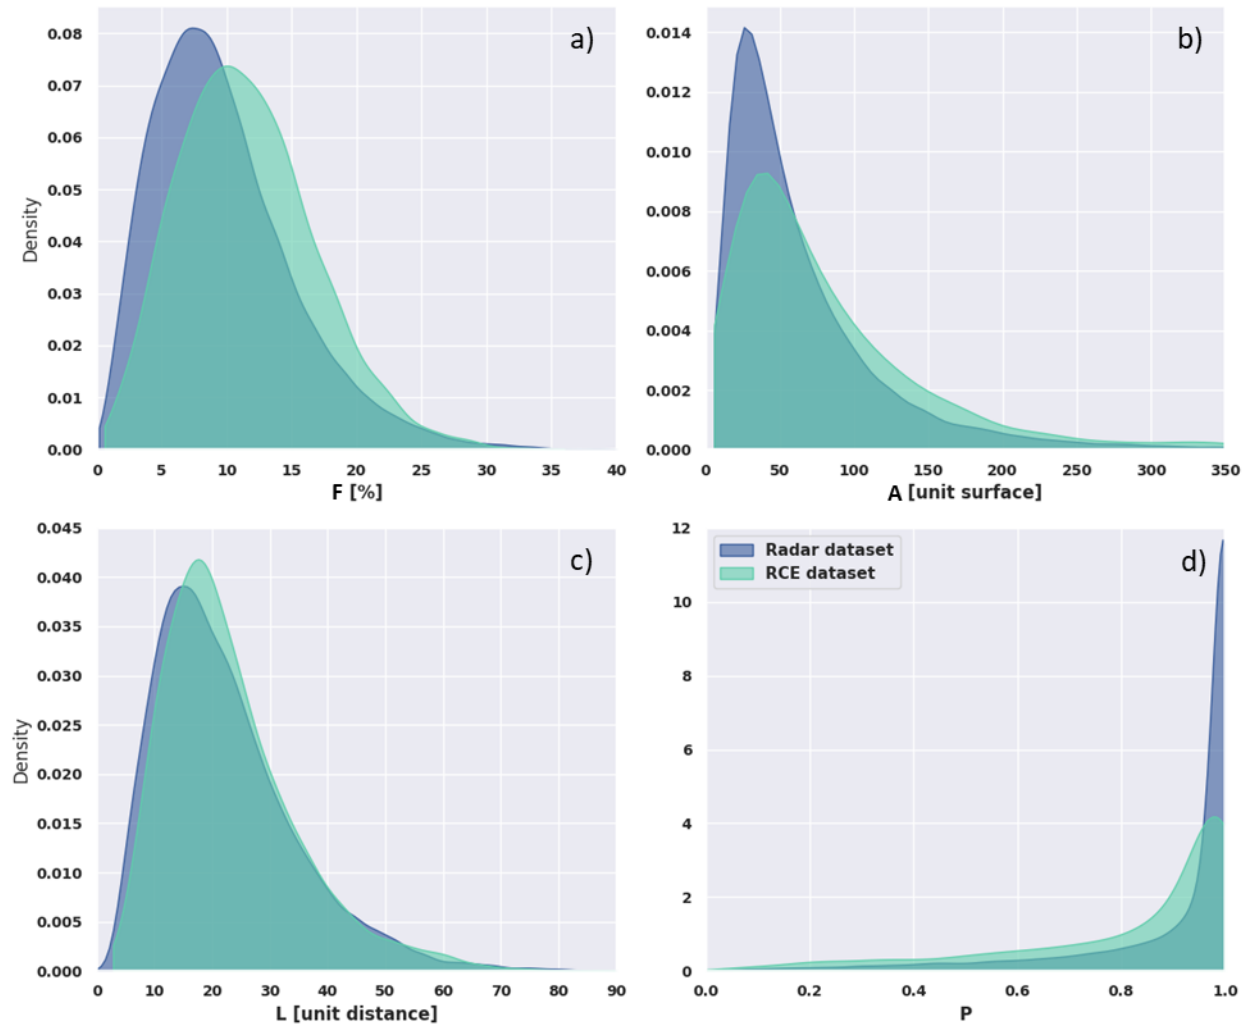 a)
0.08
0.07
0.06
0.05
0.04
0.03
0.02
0.01
0.00
Density
0 5 10 15 20 25 30 35 40
F [%]
b)
0.014
0.012
0.010
0.008
0.006
0.004
0.002
0.000
0 50 100 150 200 250 300 350
A [unit surface]
c)
0.045
0.040
0.035
0.030
0.025
0.020
0.015
0.010
0.005
0.000
Density
0 10 20 30 40 50 60 70 80 90
L [unit distance]
d)
Radar dataset
RCE dataset
12
10
8
6
4
2
0
0.0 0.2 0.4 0.6 0.8 1.0
P